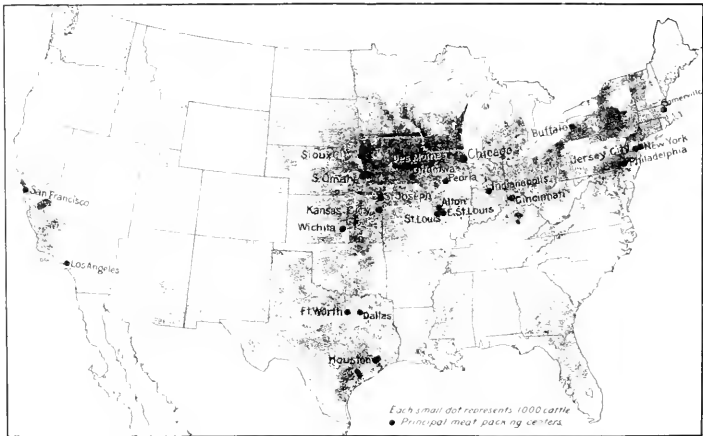 Somerville
Buffalo
Sioux City
Des Moines
Chicago
Jersey City
New York
Philadelphia
S. Omaha
Ottumwa
Peoria
Indianapolis
San Francisco
St. Joseph
Cincinnati
Kansas City
Alton
St. Louis
E. St. Louis
Wichita
Los Angeles
Ft. Worth
Dallas
Houston
Each small dot represents 1000 cattle
Principal meat packing centers